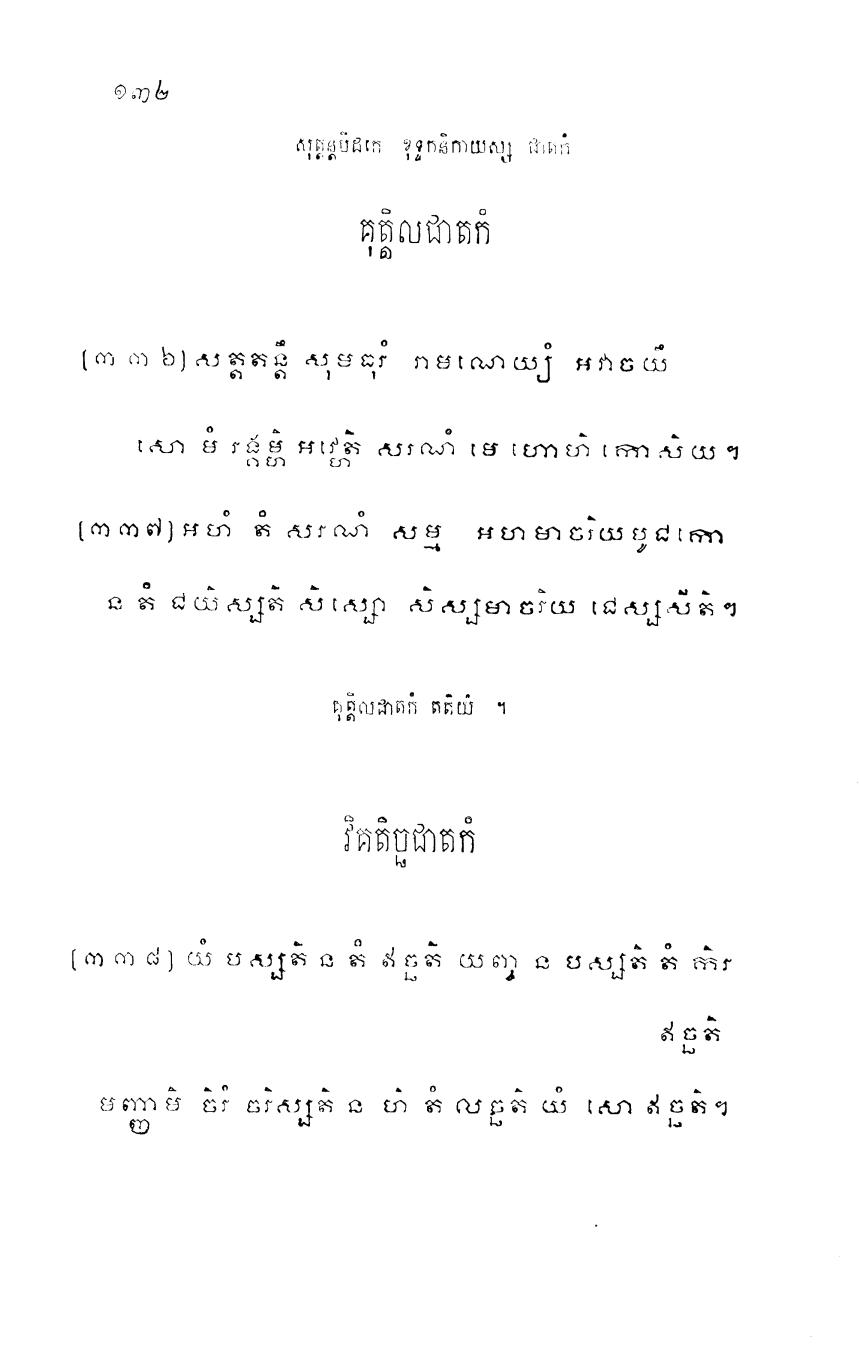 ១៣២
សុត្តន្តបិដកេ ខុទ្ទកនិកាយស្ស ជាតកំ
គុត្តិលជាតកំ
(៣៣៦) សត្តតន្តឹ សុមធុរំ រាមណេយ្យំ អវាចយឹ
សោ មំ រង្គម្ហិ អវ្ហេតិ សរណំ មេ ហោហិ កោសិយ។
(៣៣៧) អហំ តំ សរណំ សម្ម អហមាចរិយបូជកោ
ន តំ ជយិស្សតិ សិស្សោ សិស្សមាចរិយ ជេស្សសីតិ។
គុត្តិលជាតកំ តតិយំ ។
វិគតិច្ឆជាតកំ
(៣៣៨) យំ បស្សតិ ន តំ ឥច្ឆតិ យញ្ច ន បស្សតិ តំ កិរ
ឥច្ឆតិ
មញ្ញាមិ ចិរំ ចរិស្សតិ ន ហិ តំ លច្ឆតិ យំ សោ ឥច្ឆតិ។